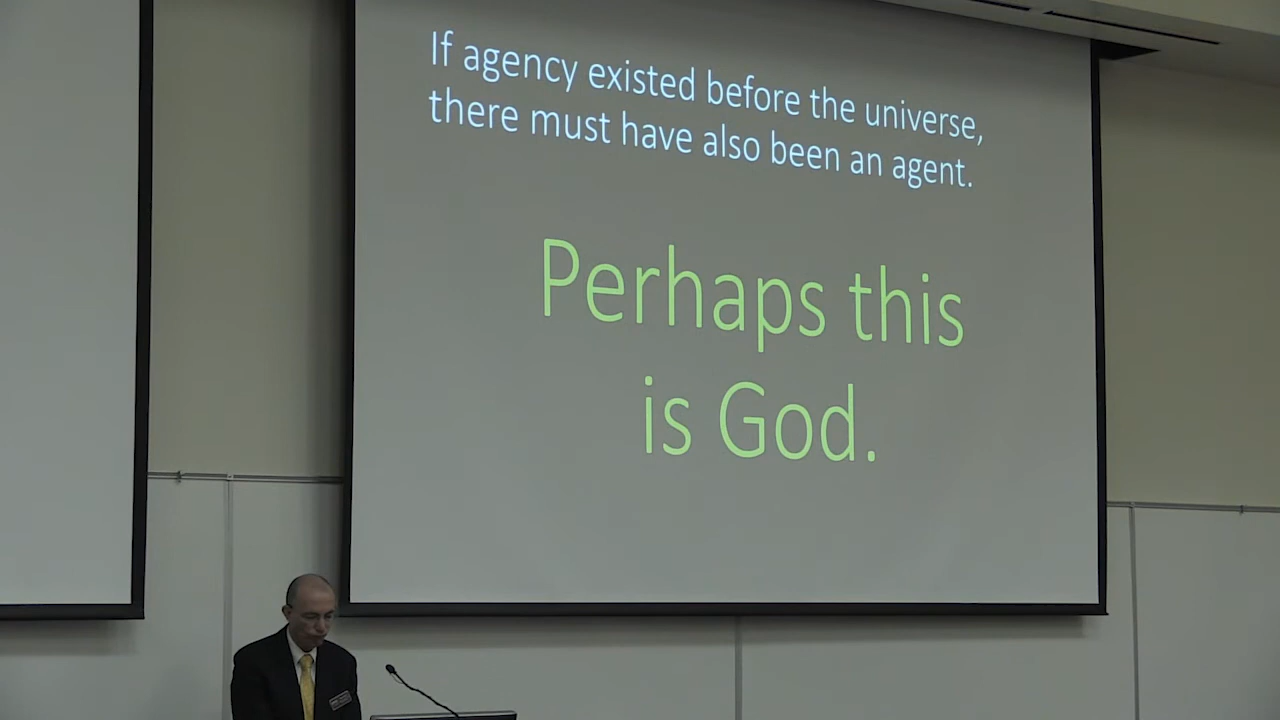 If agency existed before the universe,
there must have also been an agent.
Perhaps this
is God.